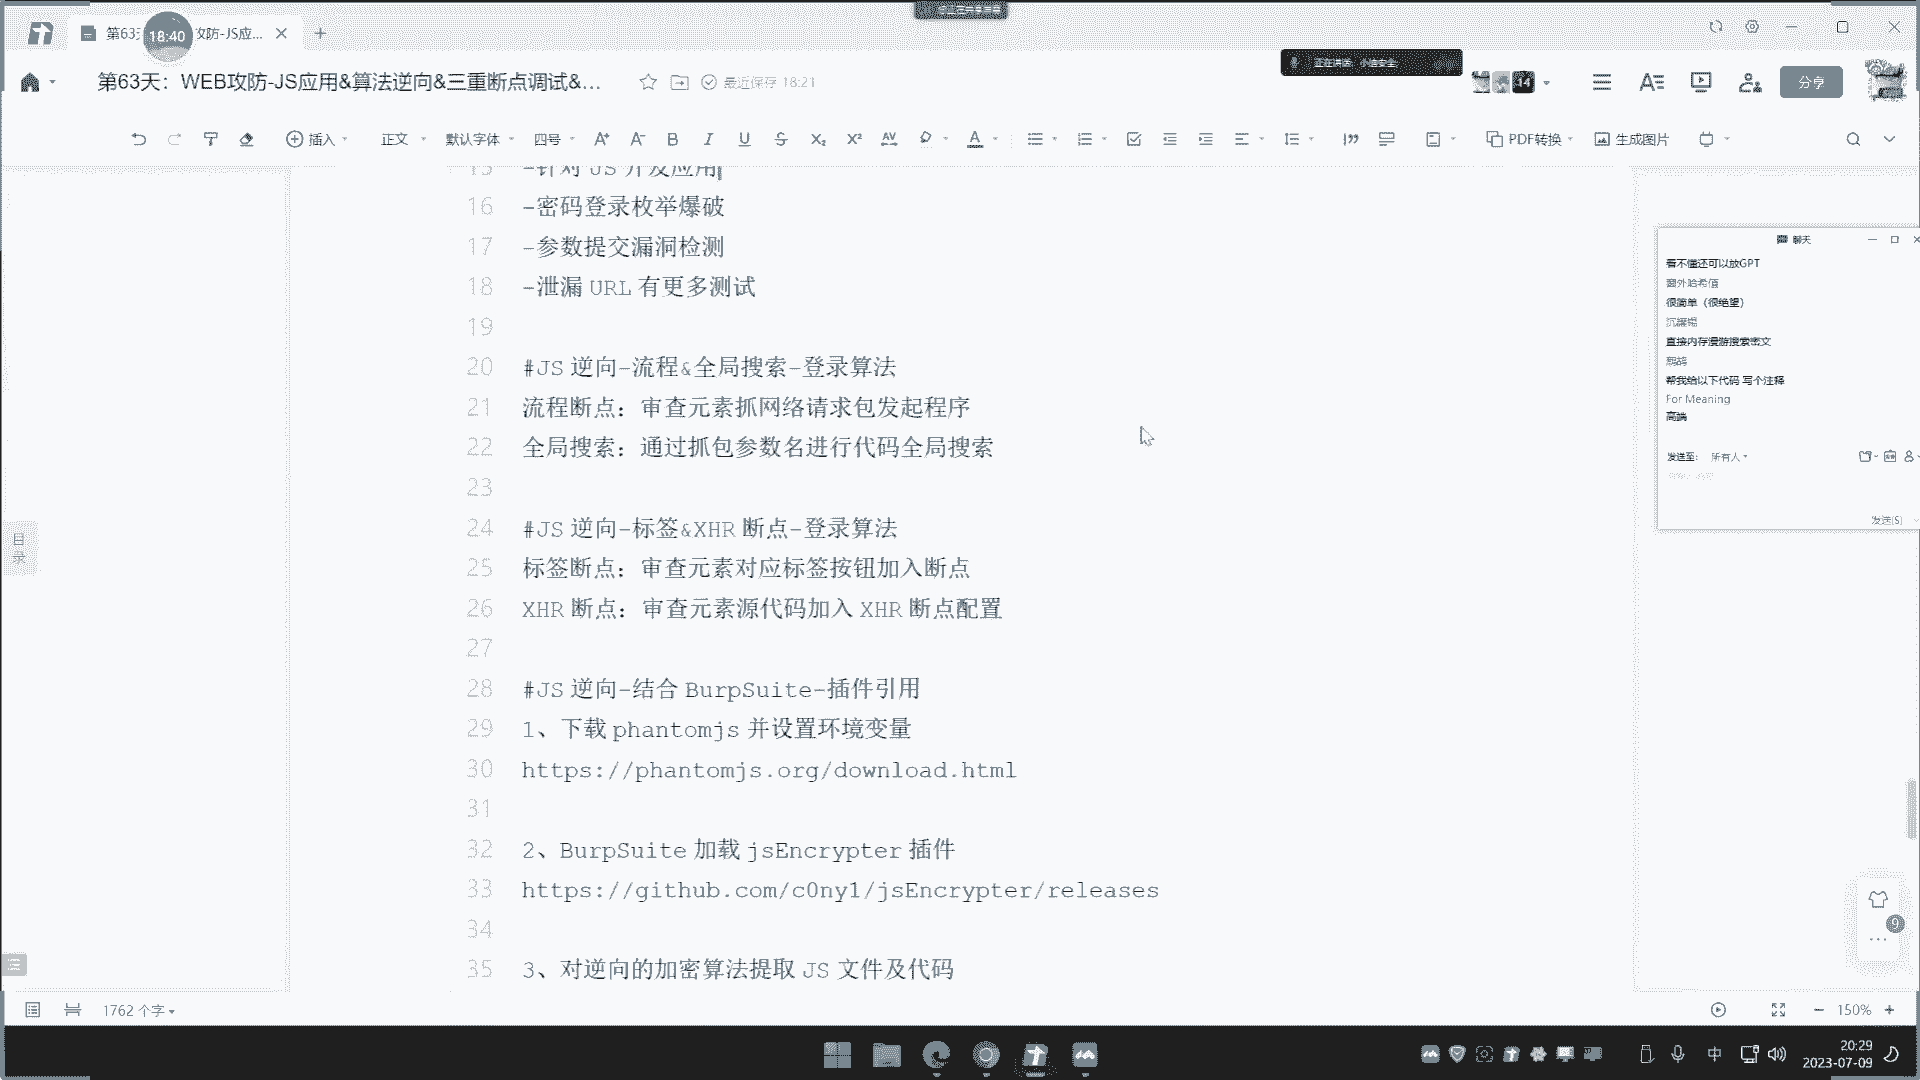 第63 18:40 攻防-JS应...
第63天：WEB攻防-JS应用&算法逆向&三重断点调试&...
最近保存 18:21
14
分享
插入 正文 默认字体 四号 PDF转换 生成图片
正在讲话: 小迪安全;
15 -针对 JS 开发应用
16 -密码登录枚举爆破
17 -参数提交漏洞检测
18 -泄漏 URL 有更多测试
19
20 #JS 逆向-流程&全局搜索-登录算法
21 流程断点：审查元素抓网络请求包发起程序
22 全局搜索：通过抓包参数名进行代码全局搜索
23
24 #JS 逆向-标签&XHR 断点-登录算法
25 标签断点：审查元素对应标签按钮加入断点
26 XHR 断点：审查元素源代码加入 XHR 断点配置
27
28 #JS 逆向-结合 BurpSuite-插件引用
29 1、下载 phantomjs 并设置环境变量
30 https://phantomjs.org/download.html
31
32 2、BurpSuite 加载 jsEncrypter 插件
33 https://github.com/c0ny1/jsEncrypter/releases
34
35 3、对逆向的加密算法提取 JS 文件及代码
目录
聊天
看不懂还可以放GPT
很简单（很绝望）
直接内存漫游搜索密文
鹧鸪
帮我给以下代码 写个注释
For Meaning
高端
发送至: 所有人
发送(S)
9
1762 个字
150%
中
20:29
2023-07-09